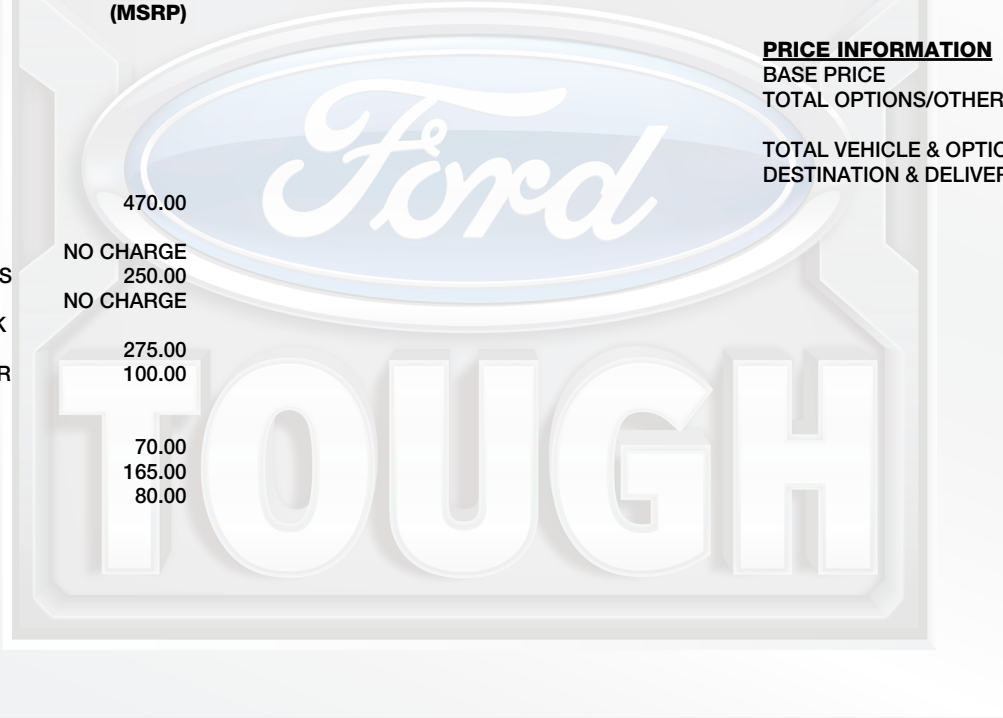 (MSRP)
470.00
NO CHARGE
S 250.00
NO CHARGE
K
275.00
R 100.00
70.00
165.00
80.00
PRICE INFORMATION
BASE PRICE
TOTAL OPTIONS/OTHER
TOTAL VEHICLE & OPTIO
DESTINATION & DELIVER
Ford
TOUGH